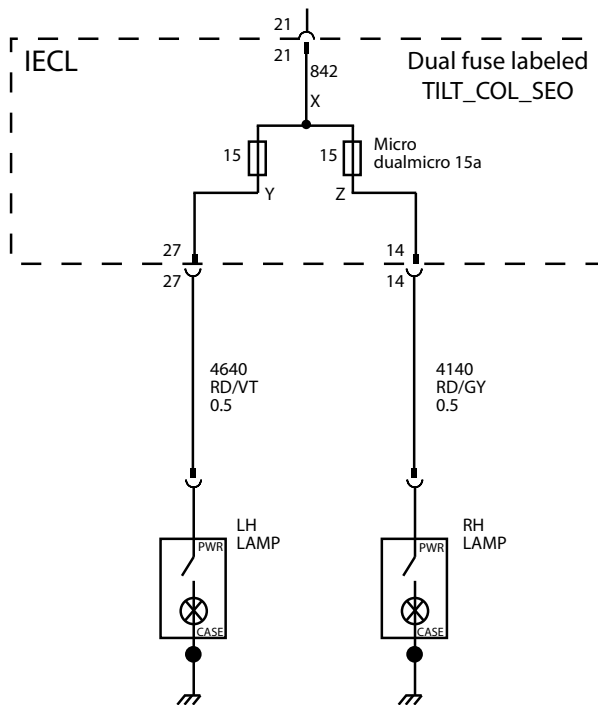 21
IECL
21
Dual fuse labeled
TILT_COL_SEO
842
X
15
15
Micro
dualmicro 15a
Y
Z
27
14
27
14
4640
RD/VT
0.5
4140
RD/GY
0.5
LH
LAMP
RH
LAMP
PWR
PWR
CASE
CASE